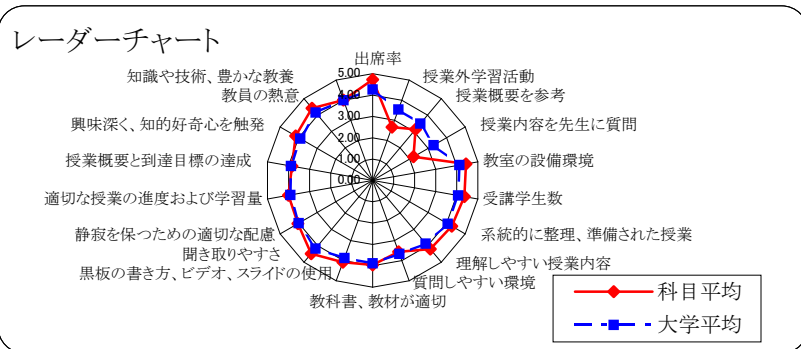 レーダーチャート
出席率
授業外学習活動
授業概要を参考
授業内容を先生に質問
教室の設備環境
受講学生数
系統的に整理、準備された授業
理解しやすい授業内容
質問しやすい環境
教科書、教材が適切
黒板の書き方、ビデオ、スライドの使用
聞き取りやすさ
静寂を保つための適切な配慮
適切な授業の進度および学習量
授業概要と到達目標の達成
興味深く、知的好奇心を触発
教員の熱意
知識や技術、豊かな教養
5.00
4.00
3.00
2.00
1.00
0.00
科目平均
大学平均